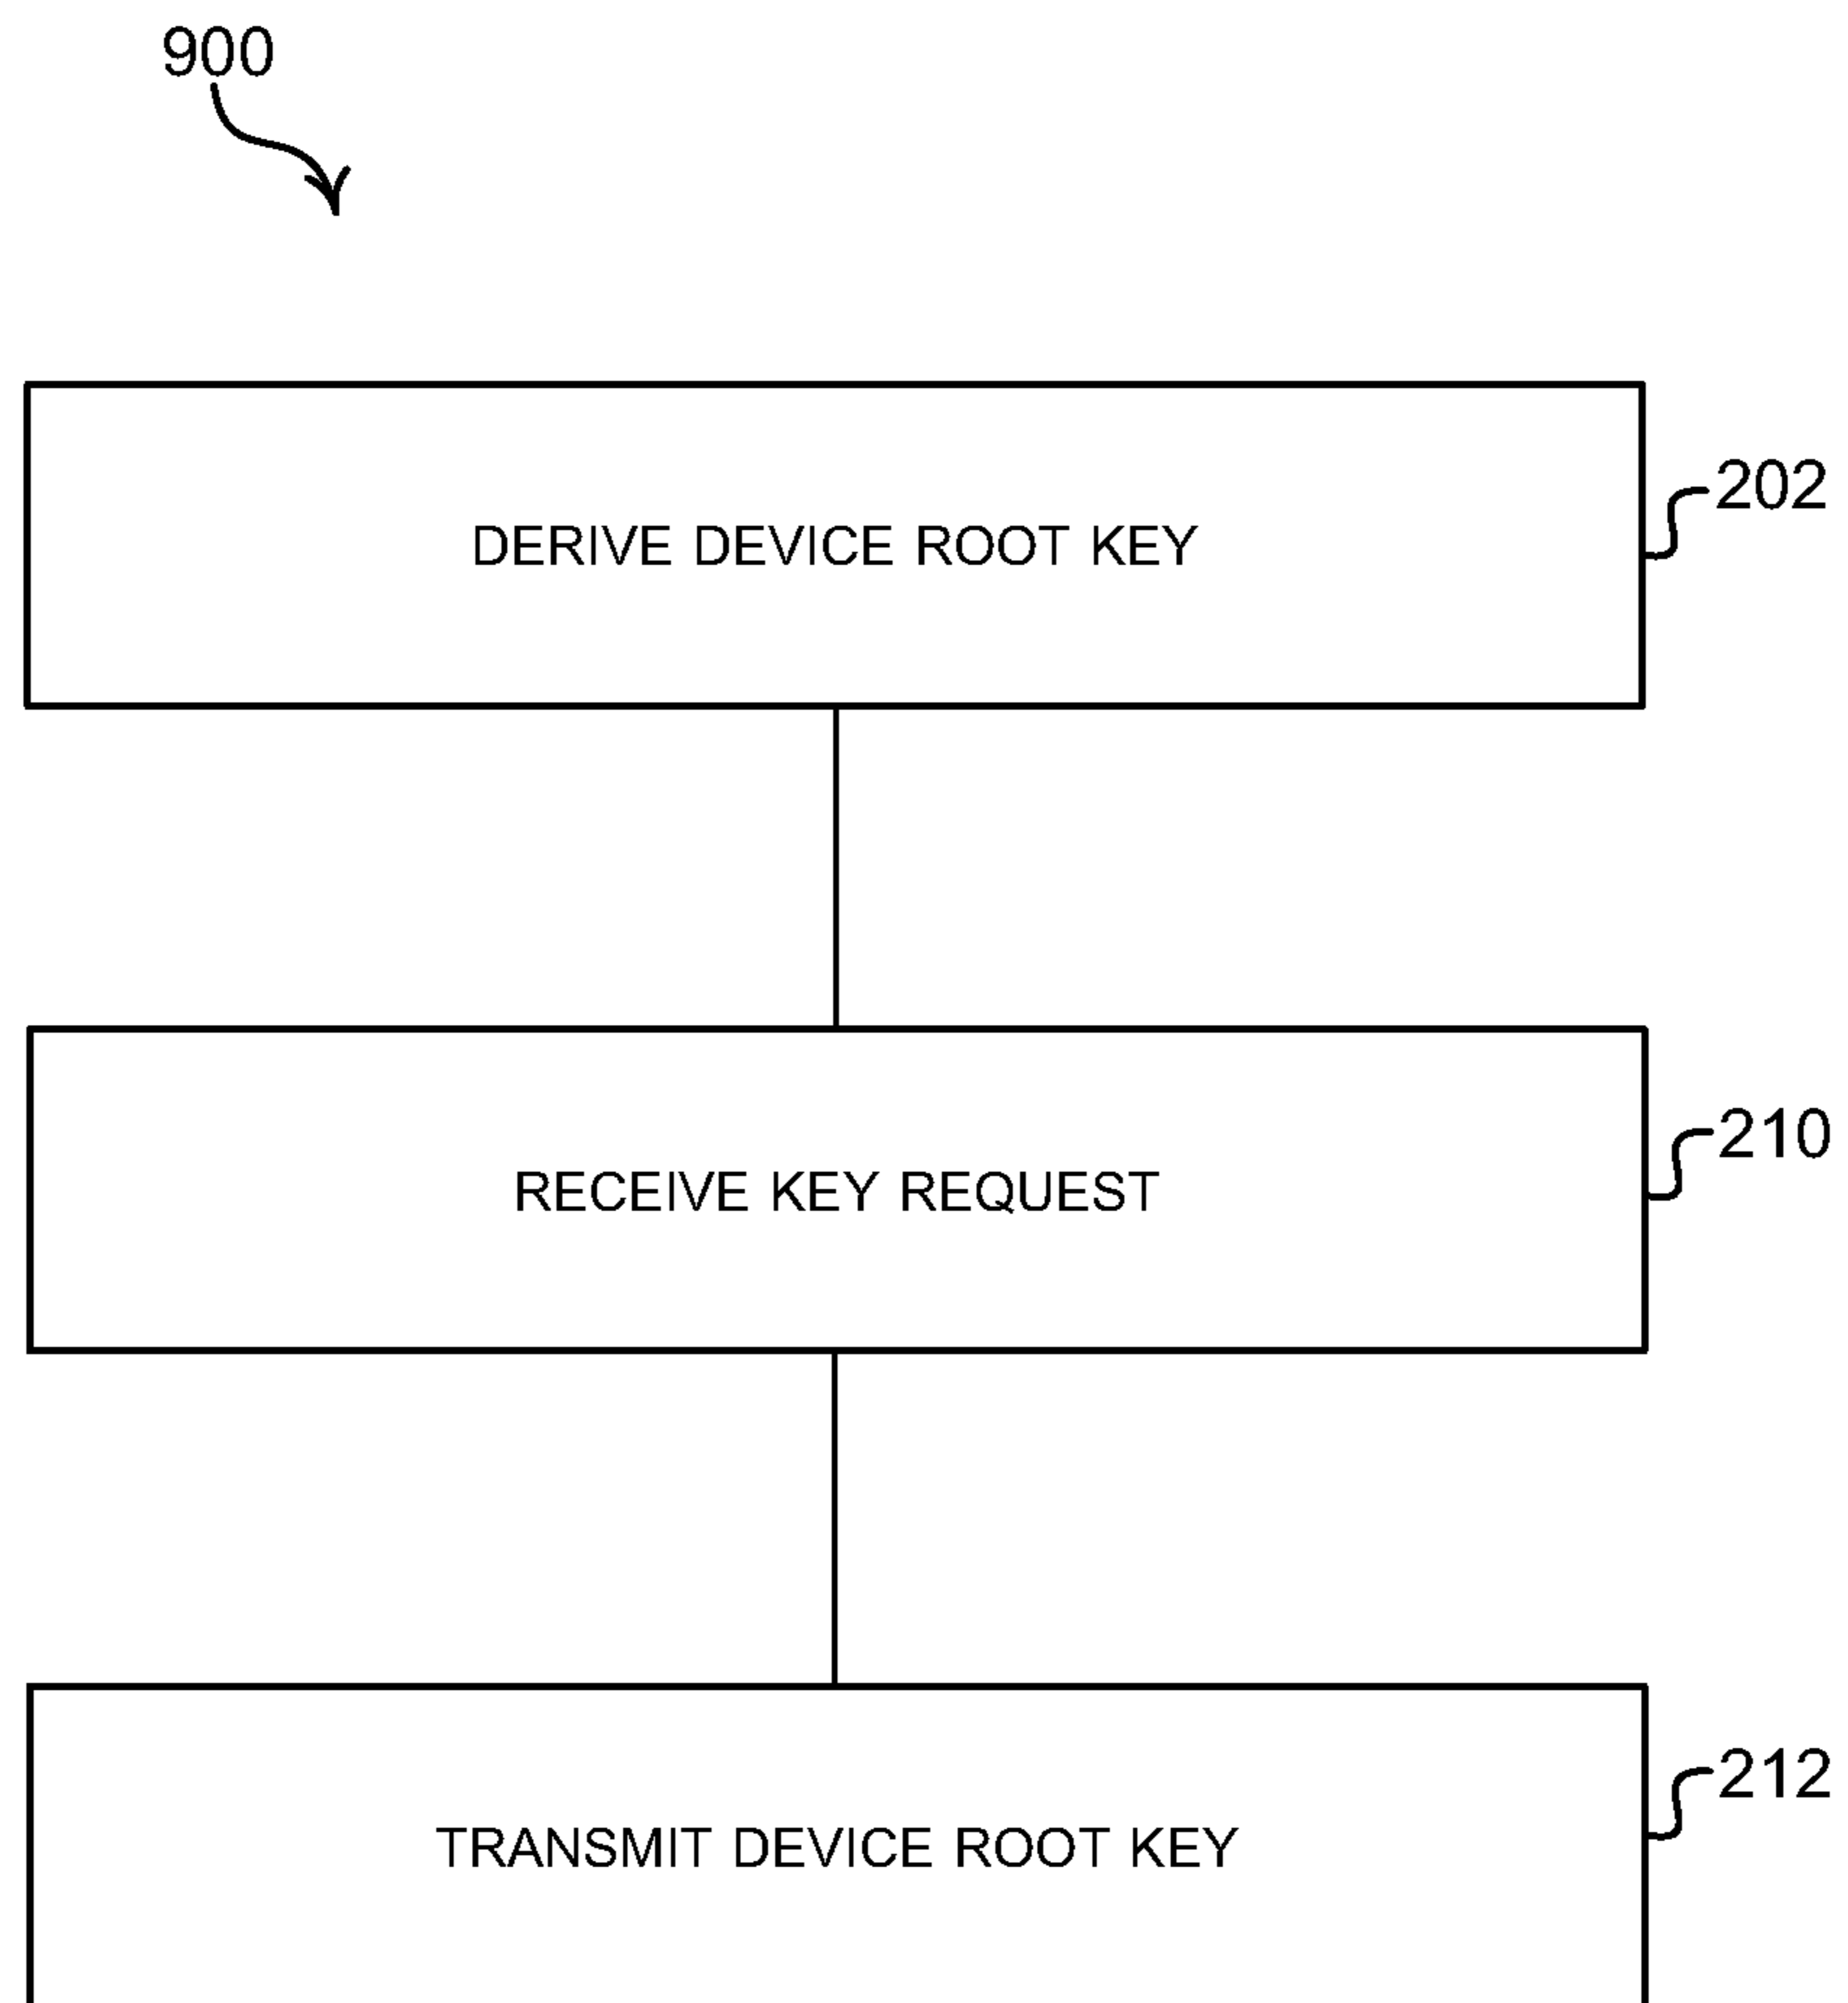 900
DERIVE DEVICE ROOT KEY
202
RECEIVE KEY REQUEST
210
TRANSMIT DEVICE ROOT KEY
212